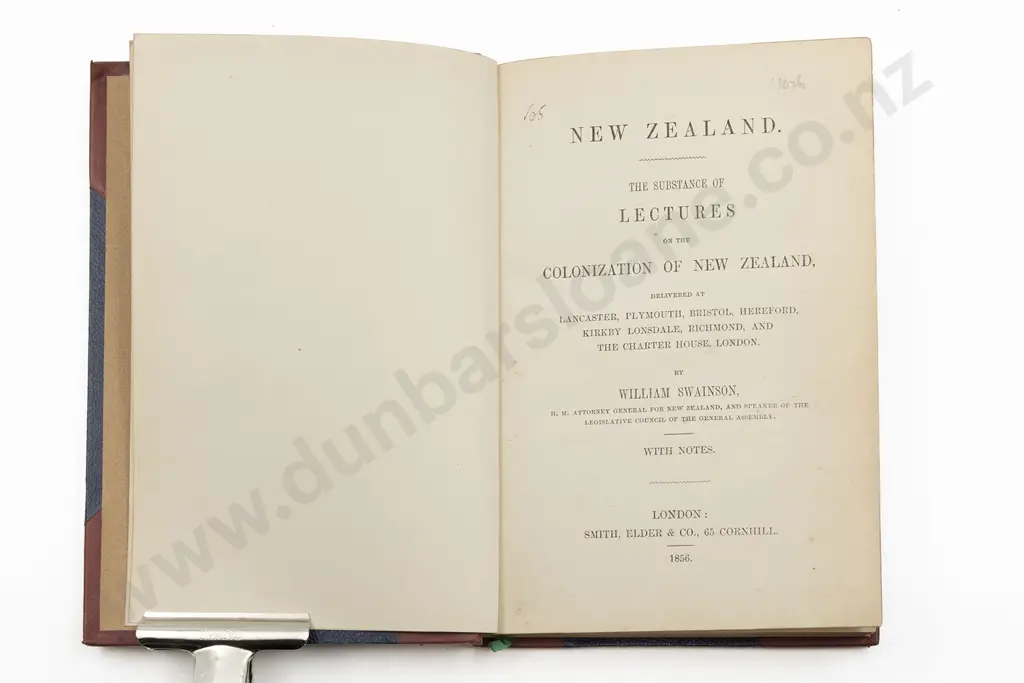 165
1856
NEW ZEALAND.
THE SUBSTANCE OF
LECTURES
ON THE
COLONIZATION OF NEW ZEALAND,
DELIVERED AT
LANCASTER, PLYMOUTH, BRISTOL, HEREFORD,
KIRKBY LONSDALE, RICHMOND, AND
THE CHARTER HOUSE, LONDON.
BY
WILLIAM SWAINSON,
H. M. ATTORNEY GENERAL FOR NEW ZEALAND, AND SPEAKER OF THE
LEGISLATIVE COUNCIL OF THE GENERAL ASSEMBLY.
WITH NOTES.
LONDON:
SMITH, ELDER & CO., 65 CORNHILL.
1856.
www.dunbarsloane.co.nz